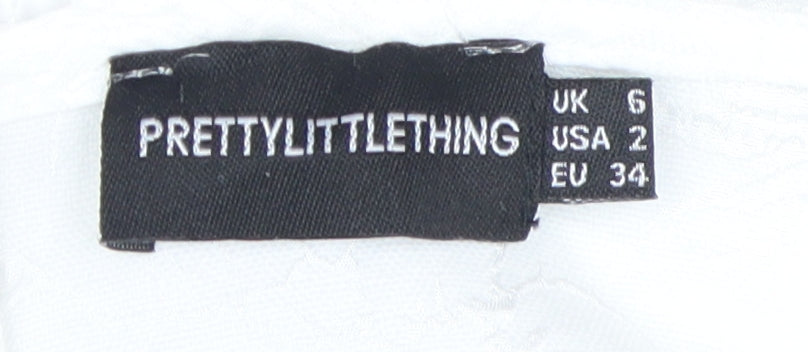 PRETTYLITTLETHING
UK 6
USA 2
EU 34